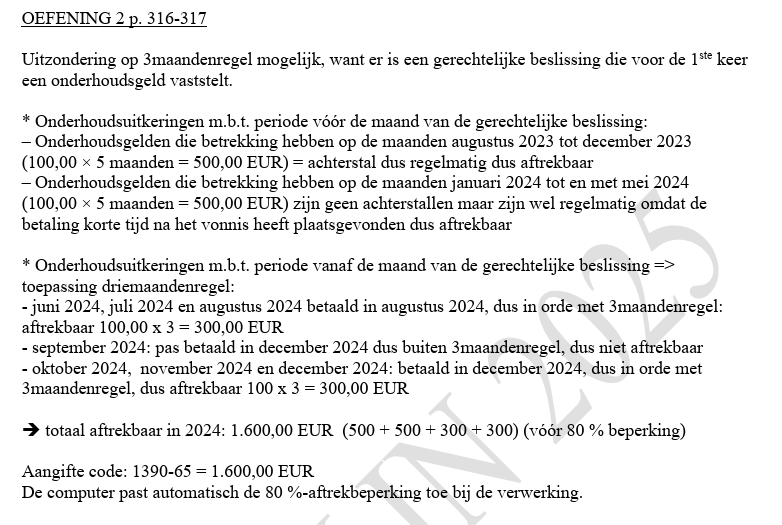 OEFENING 2 p. 316-317
Uitzondering op 3maandenregel mogelijk, want er is een gerechtelijke beslissing die voor de 1ste keer
een onderhoudsgeld vaststelt.
* Onderhoudsuitkeringen m.b.t. periode vóór de maand van de gerechtelijke beslissing:
– Onderhoudsgelden die betrekking hebben op de maanden augustus 2023 tot december 2023
(100,00 × 5 maanden = 500,00 EUR) = achterstal dus regelmatig dus aftrekbaar
– Onderhoudsgelden die betrekking hebben op de maanden januari 2024 tot en met mei 2024
(100,00 × 5 maanden = 500,00 EUR) zijn geen achterstallen maar zijn wel regelmatig omdat de
betaling korte tijd na het vonnis heeft plaatsgevonden dus aftrekbaar
* Onderhoudsuitkeringen m.b.t. periode vanaf de maand van de gerechtelijke beslissing =>
toepassing driemaandenregel:
- juni 2024, juli 2024 en augustus 2024 betaald in augustus 2024, dus in orde met 3maandenregel:
aftrekbaar 100,00 x 3 = 300,00 EUR
- september 2024: pas betaald in december 2024 dus buiten 3maandenregel, dus niet aftrekbaar
- oktober 2024,  november 2024 en december 2024: betaald in december 2024, dus in orde met
3maandenregel, dus aftrekbaar 100 x 3 = 300,00 EUR
➔ totaal aftrekbaar in 2024: 1.600,00 EUR  (500 + 500 + 300 + 300) (vóór 80 % beperking)
Aangifte code: 1390-65 = 1.600,00 EUR
De computer past automatisch de 80 %-aftrekbeperking toe bij de verwerking.
IN 2025